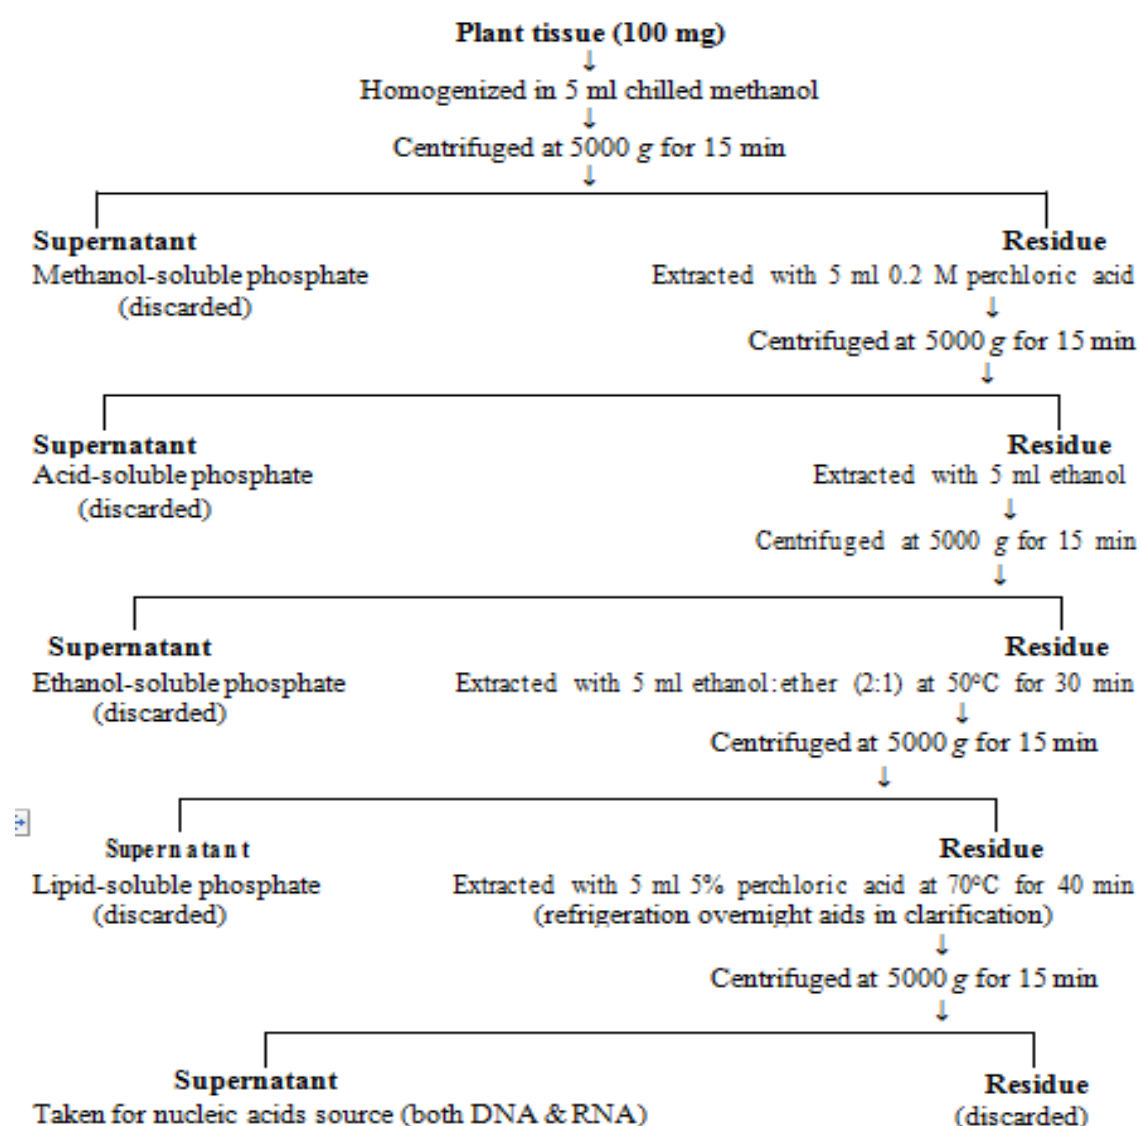 Plant tissue (100 mg)
↓
Homogenized in 5 ml chilled methanol
↓
Centrifuged at 5000 g for 15 min
↓
Supernatant
Methanol-soluble phosphate
(discarded)
Residue
Extracted with 5 ml 0.2 M perchloric acid
↓
Centrifuged at 5000 g for 15 min
↓
Supernatant
Acid-soluble phosphate
(discarded)
Residue
Extracted with 5 ml ethanol
↓
Centrifuged at 5000 g for 15 min
↓
Supernatant
Ethanol-soluble phosphate
(discarded)
Residue
Extracted with 5 ml ethanol:ether (2:1) at 50°C for 30 min
↓
Centrifuged at 5000 g for 15 min
↓
Supernatant
Lipid-soluble phosphate
(discarded)
Residue
Extracted with 5 ml 5% perchloric acid at 70°C for 40 min
(refrigeration overnight aids in clarification)
↓
Centrifuged at 5000 g for 15 min
↓
Supernatant
Taken for nucleic acids source (both DNA & RNA)
Residue
(discarded)